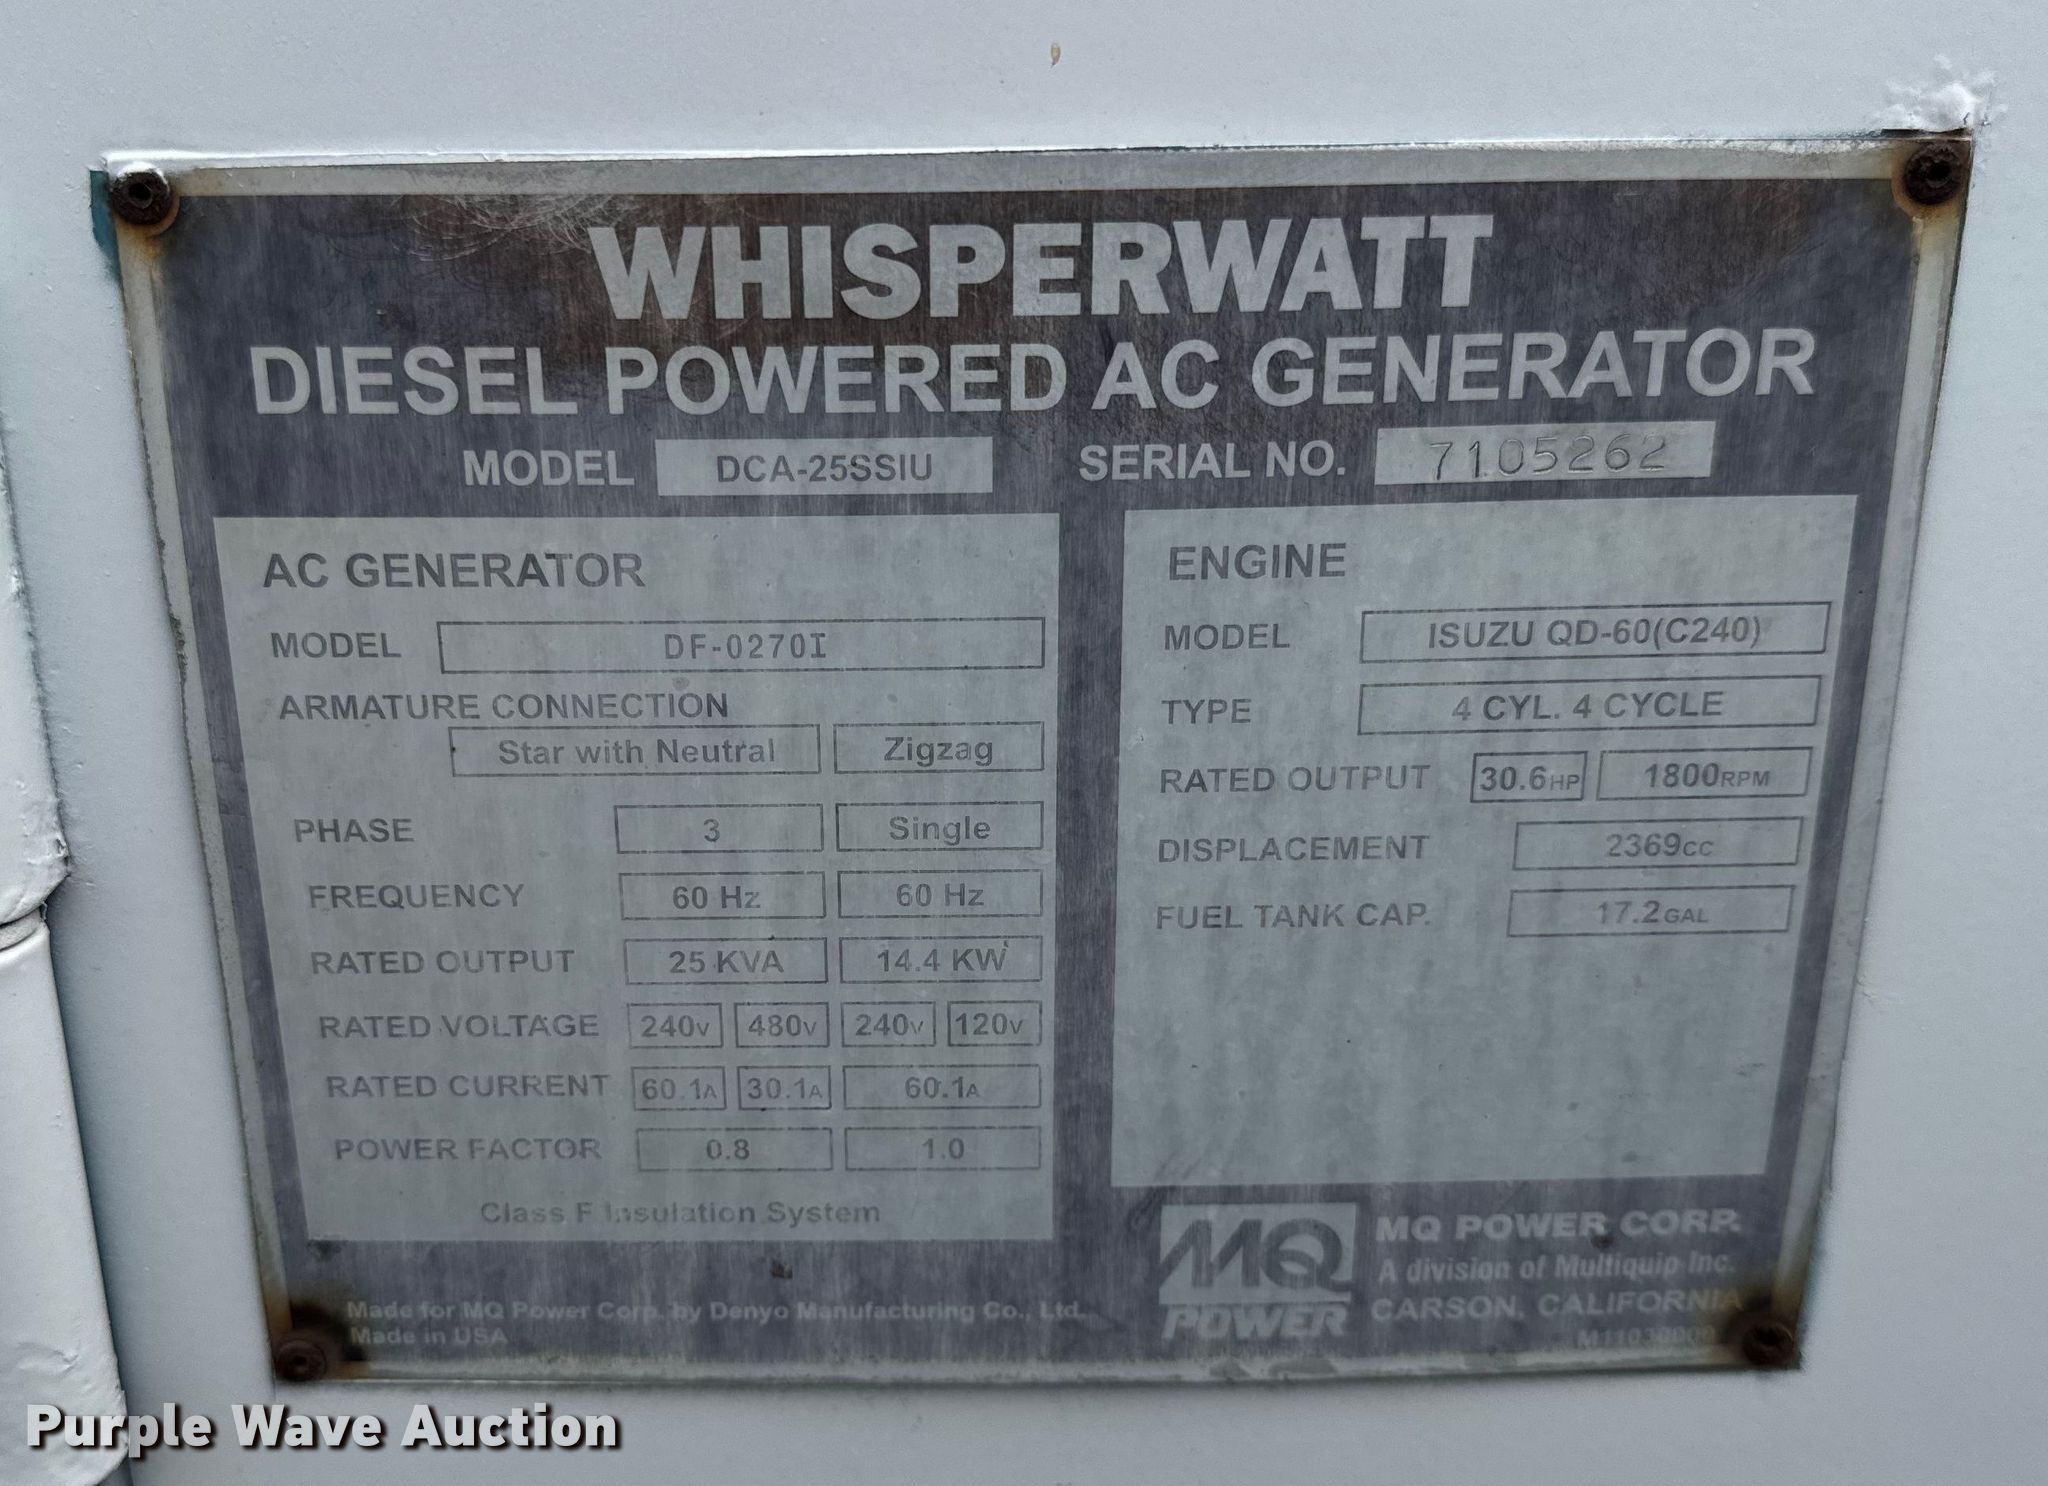 WHISPERWATT
DIESEL POWERED AC GENERATOR
MODEL DCA-25SSIU SERIAL NO. 7105262
AC GENERATOR
MODEL DF-0270I
ARMATURE CONNECTION
Star with Neutral Zigzag
PHASE 3 Single
FREQUENCY 60 Hz 60 Hz
RATED OUTPUT 25 KVA 14.4 KW
RATED VOLTAGE 240V 480V 240V 120V
RATED CURRENT 60.1A 30.1A 60.1A
POWER FACTOR 0.8 1.0
Class F Insulation System
ENGINE
MODEL ISUZU QD-60(C240)
TYPE 4 CYL. 4 CYCLE
RATED OUTPUT 30.6HP 1800RPM
DISPLACEMENT 2369CC
FUEL TANK CAP. 17.2GAL
Made for MQ Power Corp. by Denyo Manufacturing Co., Ltd.
Made in USA
MQ
POWER
MQ POWER CORP.
A division of Multiquip Inc.
CARSON, CALIFORNIA
Purple Wave Auction